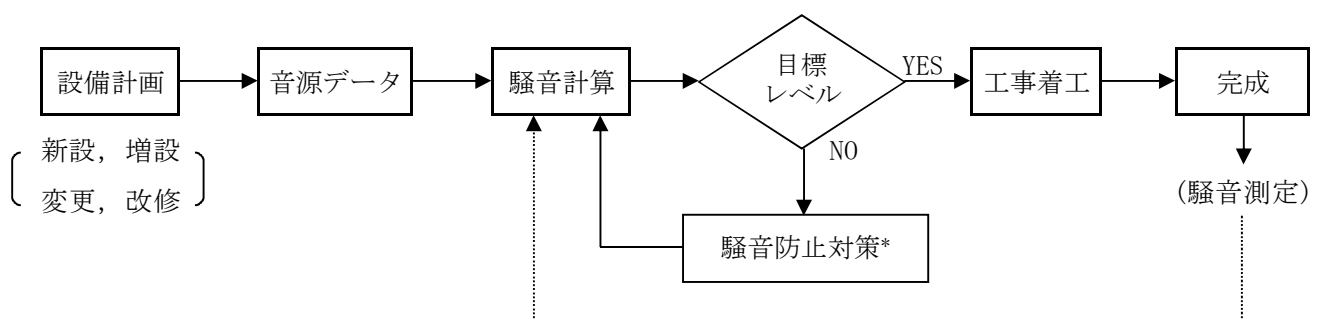 設備計画
音源データ
騒音計算
目標
レベル
YES
工事着工
完成
新設，増設
変更，改修
NO
騒音防止対策*
(騒音測定)